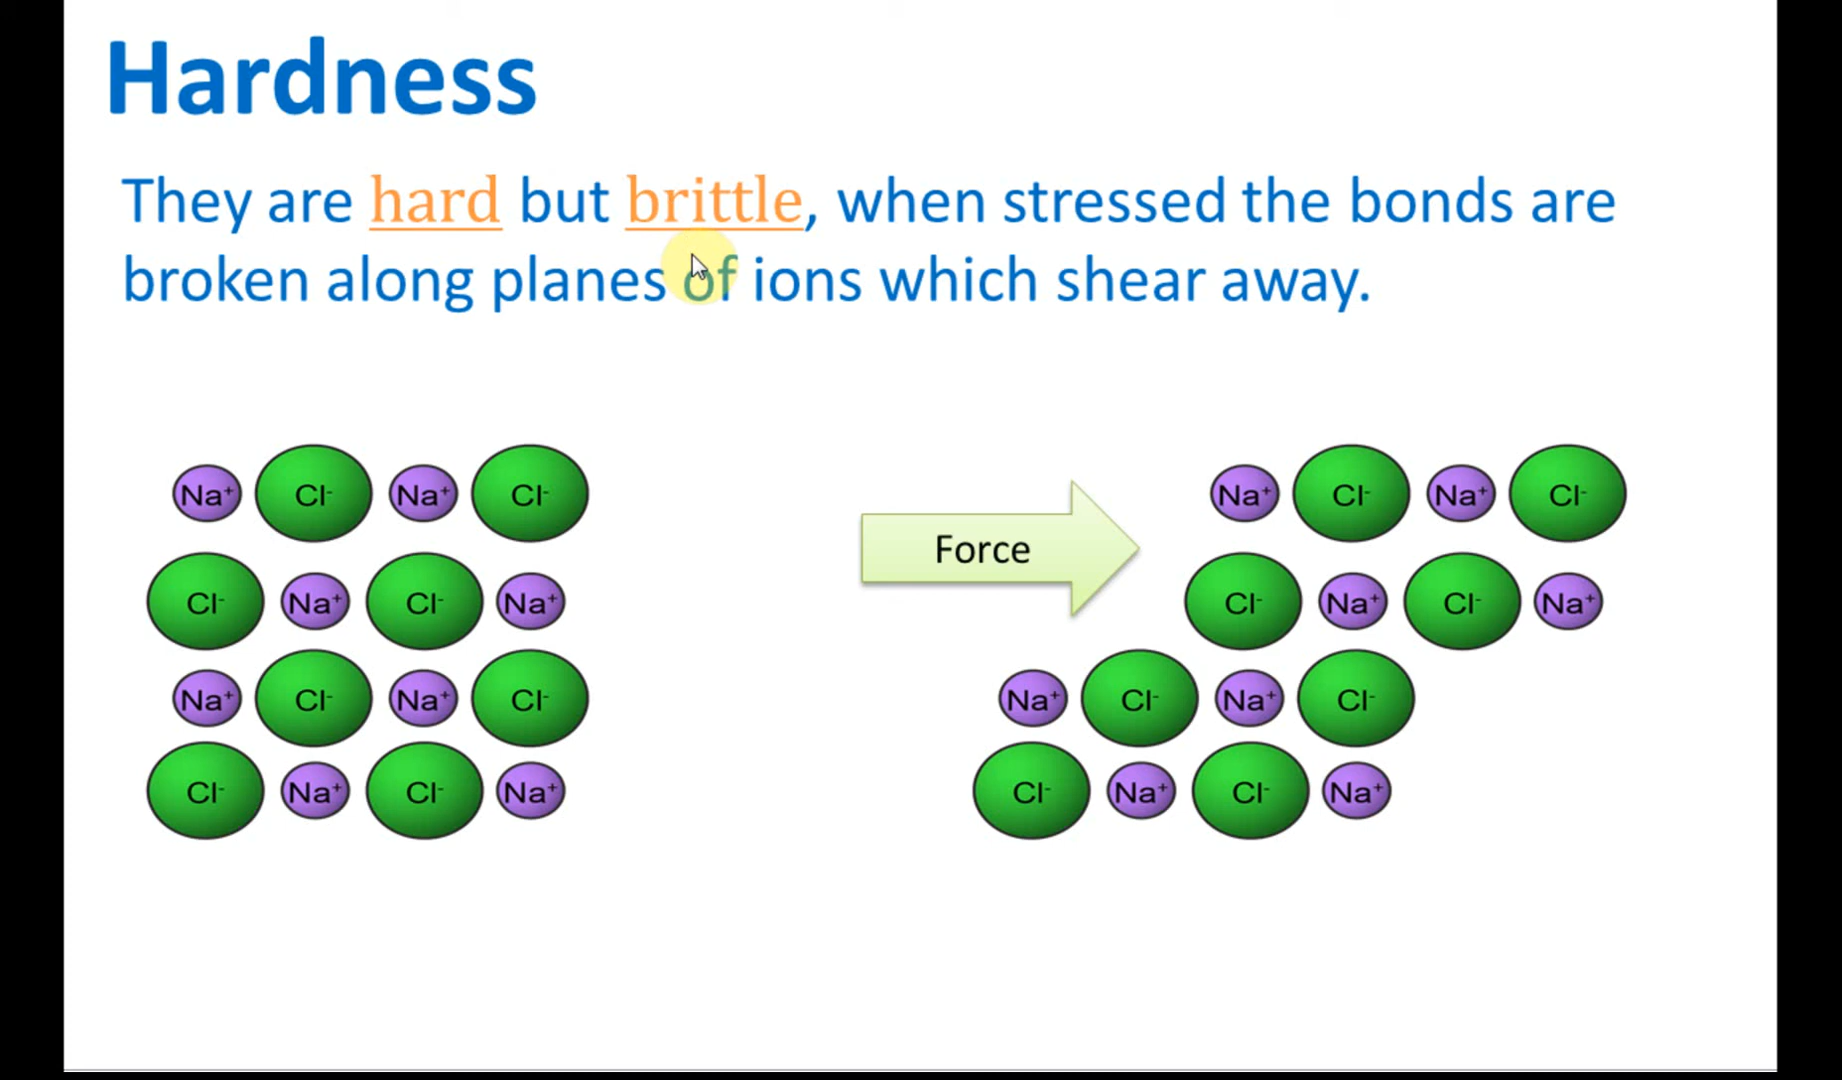 Hardness
They are hard but brittle, when stressed the bonds are
broken along planes of ions which shear away.
Na⁺ Cl⁻ Na⁺ Cl⁻
Cl⁻ Na⁺ Cl⁻ Na⁺
Na⁺ Cl⁻ Na⁺ Cl⁻
Cl⁻ Na⁺ Cl⁻ Na⁺
Force
Na⁺ Cl⁻ Na⁺ Cl⁻
Cl⁻ Na⁺ Cl⁻ Na⁺
Na⁺ Cl⁻ Na⁺ Cl⁻
Cl⁻ Na⁺ Cl⁻ Na⁺